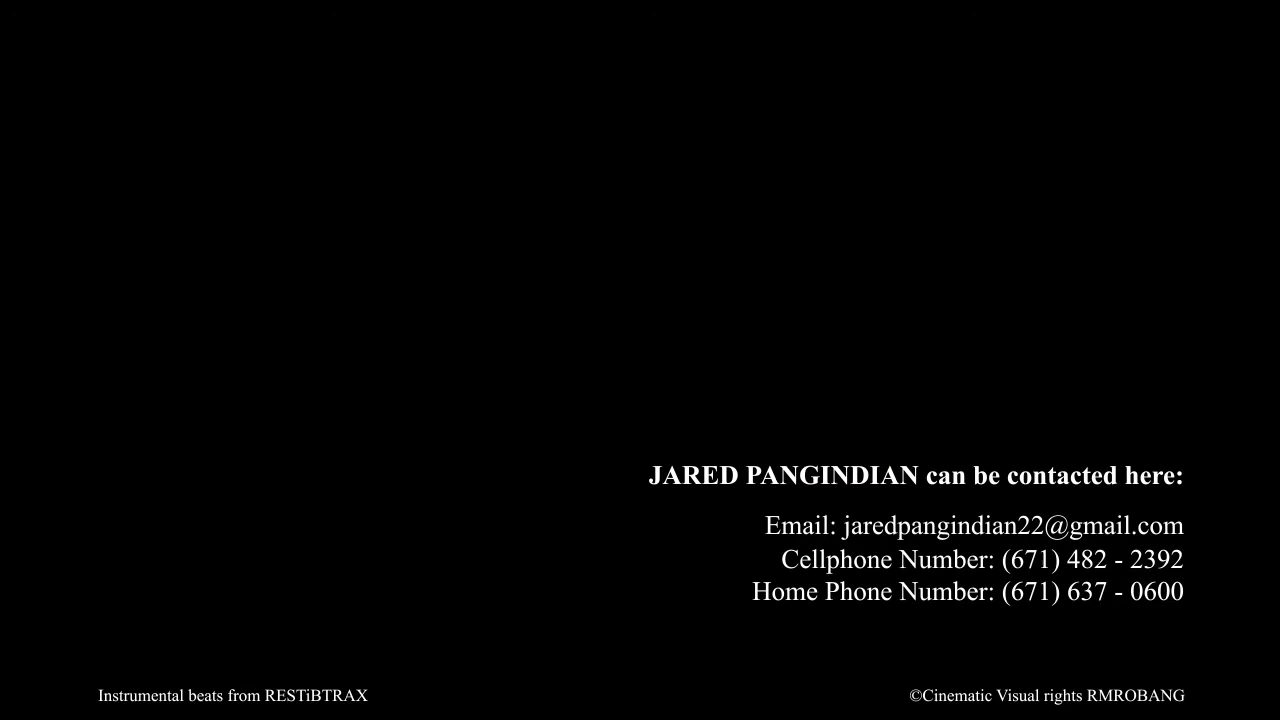 JARED PANGINDIAN can be contacted here:
Email: jaredpangindian22@gmail.com
Cellphone Number: (671) 482 - 2392
Home Phone Number: (671) 637 - 0600
Instrumental beats from RESTiBTRAX
©Cinematic Visual rights RMROBANG